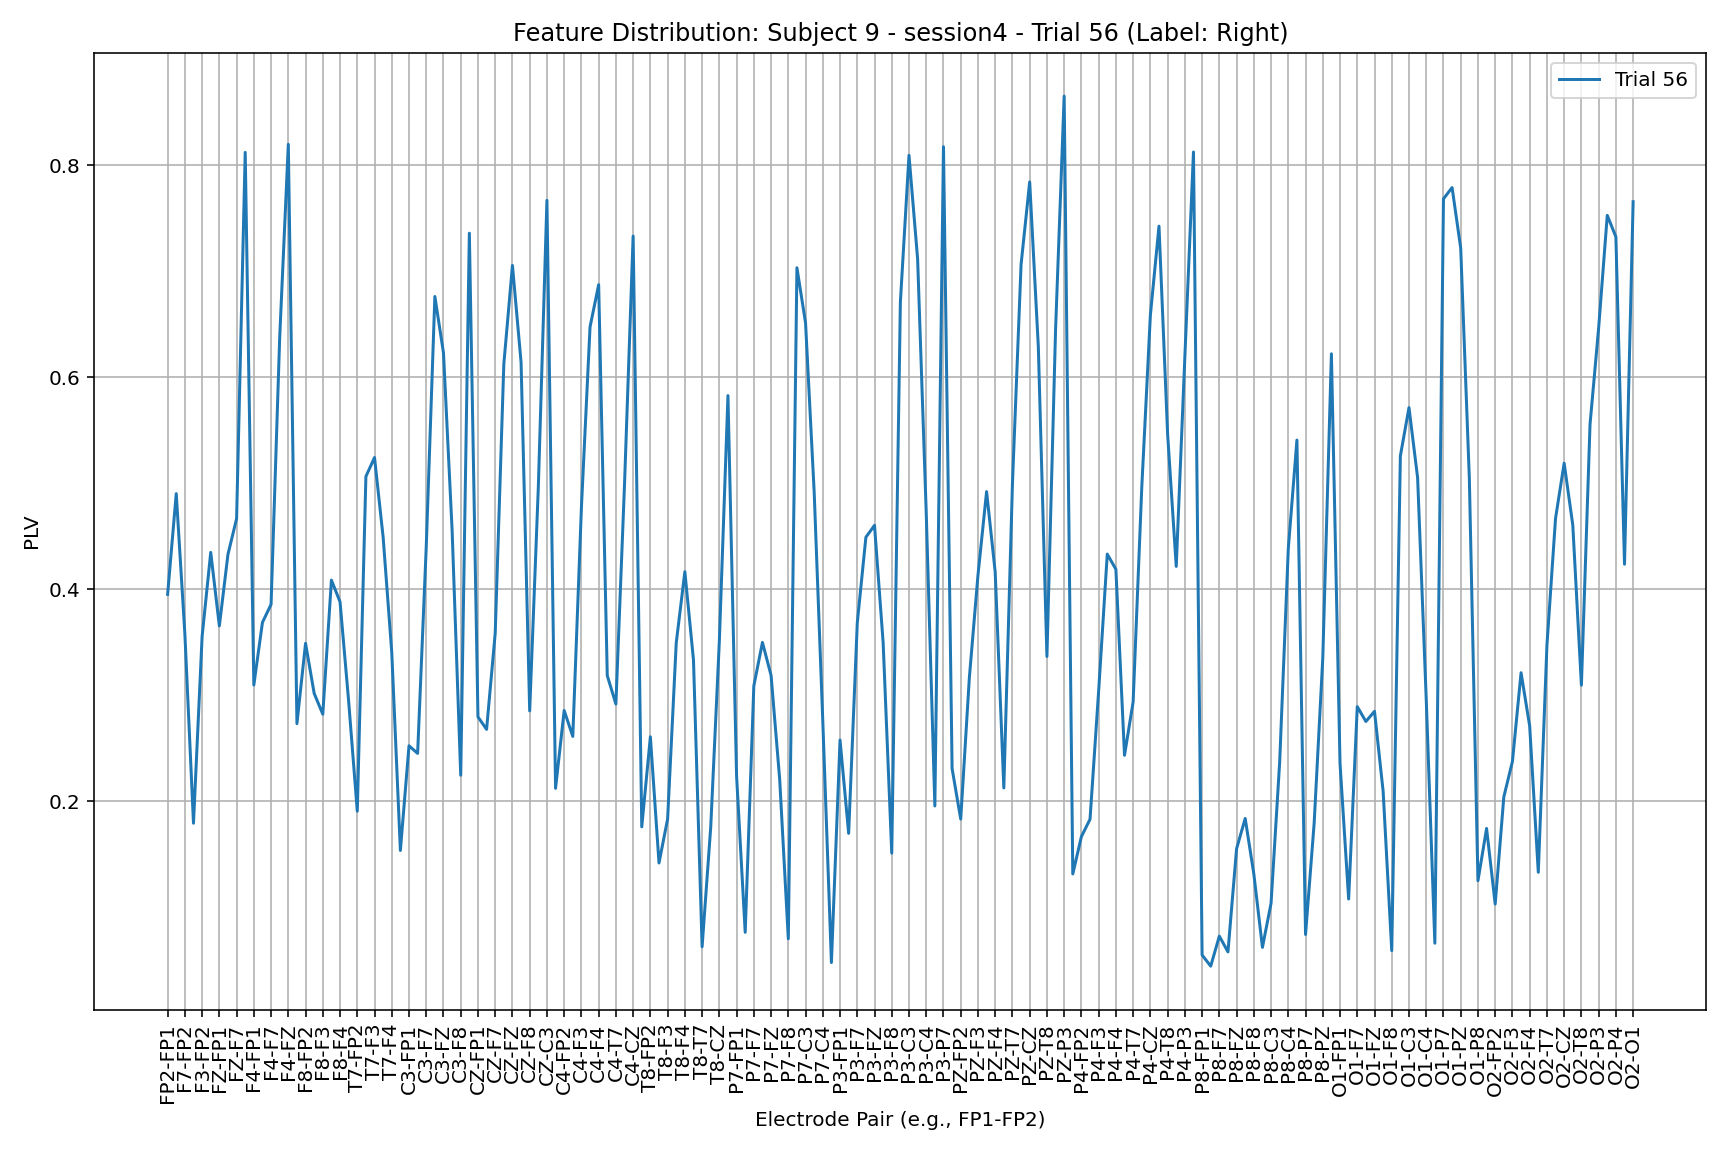 Feature Distribution: Subject 9 - session4 - Trial 56 (Label: Right)
Trial 56
PLV
0.8
0.6
0.4
0.2
FP2-FP1
F7-FP2
F3-FP2
FZ-FP1
FZ-F7
F4-FP1
F4-F7
F4-FZ
F8-FP2
F8-F3
F8-F4
T7-FP2
T7-F3
T7-F4
C3-FP1
C3-F7
C3-FZ
C3-F8
CZ-FP1
CZ-F7
CZ-FZ
CZ-F8
CZ-C3
C4-FP2
C4-F3
C4-F4
C4-T7
C4-CZ
T8-FP2
T8-F3
T8-F4
T8-T7
T8-CZ
P7-FP1
P7-F7
P7-FZ
P7-F8
P7-C3
P7-C4
P3-FP1
P3-F7
P3-FZ
P3-F8
P3-C3
P3-C4
P3-P7
PZ-FP2
PZ-F3
PZ-F4
PZ-T7
PZ-CZ
PZ-T8
PZ-P3
P4-FP2
P4-F3
P4-F4
P4-T7
P4-CZ
P4-T8
P4-P3
P8-FP1
P8-F7
P8-FZ
P8-F8
P8-C3
P8-C4
P8-P7
P8-PZ
O1-FP1
O1-F7
O1-FZ
O1-F8
O1-C3
O1-C4
O1-P7
O1-PZ
O1-P8
O2-FP2
O2-F3
O2-F4
O2-T7
O2-CZ
O2-T8
O2-P3
O2-P4
O2-O1
Electrode Pair (e.g., FP1-FP2)